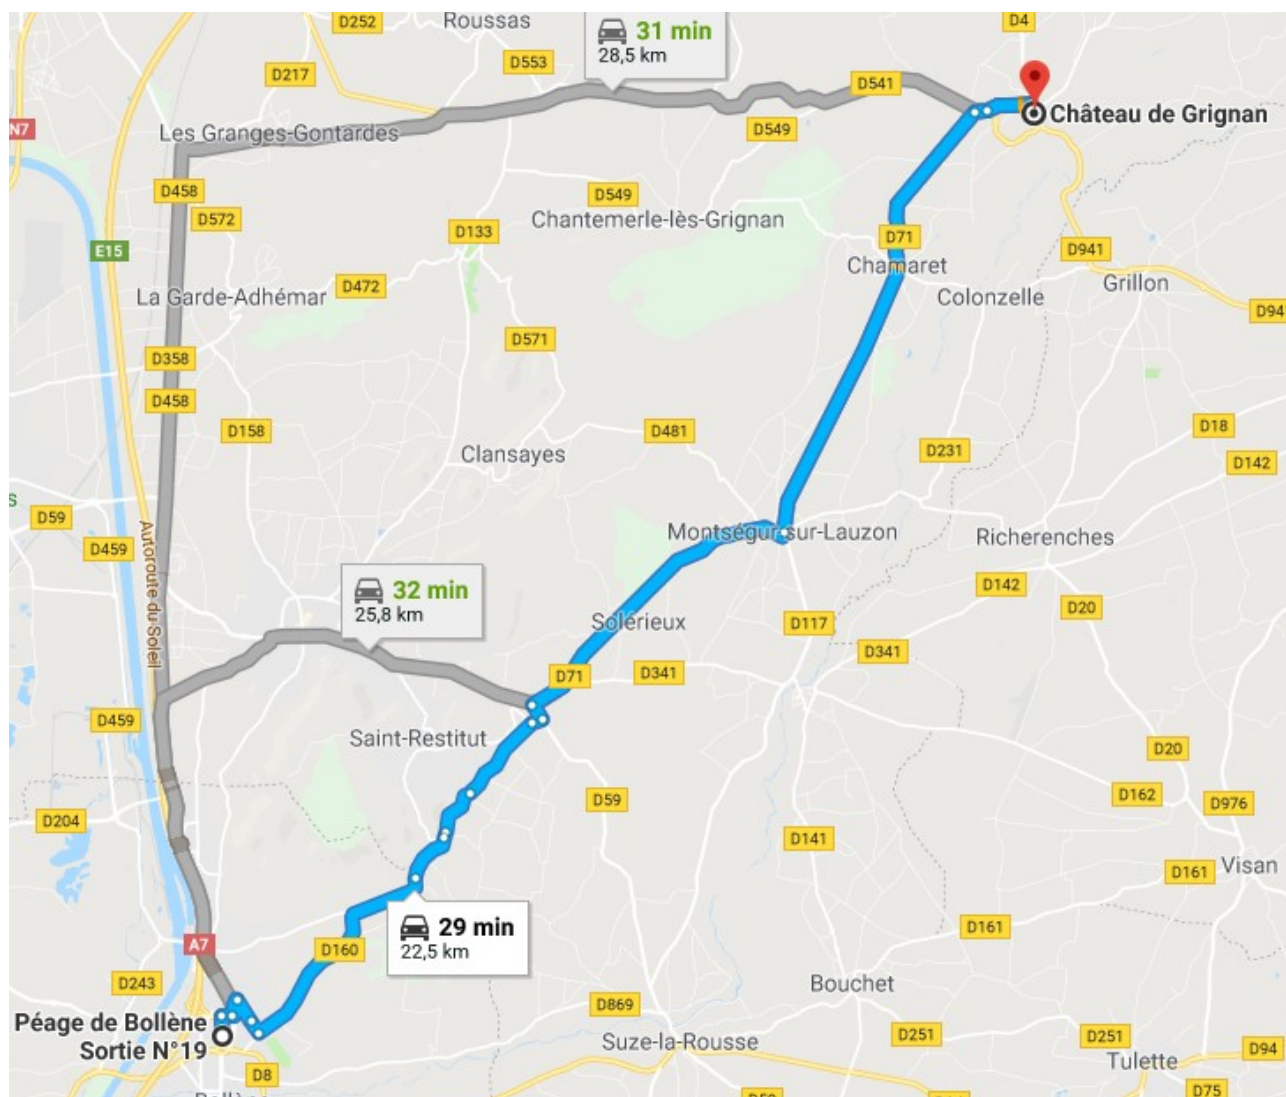 D252
Roussas
31 min
28,5 km
D4
D553
D217
D541
N7
Les Granges-Gontardes
D549
Château de Grignan
D458
D572
D549
Chantemerle-lès-Grignan
D133
D71
E15
D941
Chamaret
La Garde-Adhémar
D472
Colonzelle
Grillon
D94
D571
D358
D458
D158
D481
D18
Clansayes
D231
D142
S
D59
Montségur-sur-Lauzon
Richerenches
D459
Autoroute du Soleil
32 min
25,8 km
D142
D20
Solérieux
D117
D341
D71
D341
D459
Saint-Restitut
D20
D59
D162
D976
D204
D141
Visan
D161
29 min
22,5 km
D161
A7
D160
D243
Bouchet
D869
Péage de Bollène
Sortie N°19
D251
D251
Suze-la-Rousse
D94
Tulette
D8
D75